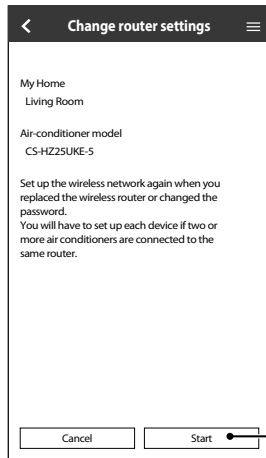 Change router settings
My Home
Living Room
Air-conditioner model
CS-HZ25UKE-5
Set up the wireless network again when you
replaced the wireless router or changed the
password.
You will have to set up each device if two or
more air conditioners are connected to the
same router.
Cancel
Start